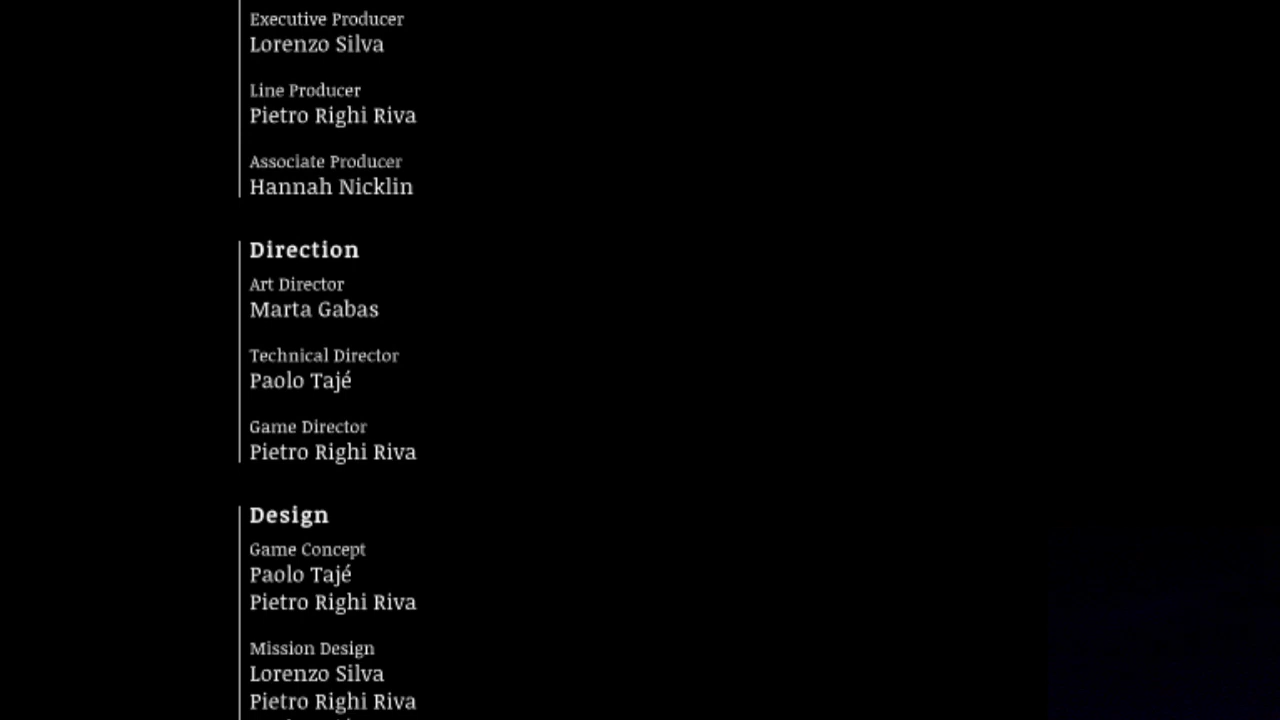 Executive Producer
Lorenzo Silva
Line Producer
Pietro Righi Riva
Associate Producer
Hannah Nicklin
Direction
Art Director
Marta Gabas
Technical Director
Paolo Tajé
Game Director
Pietro Righi Riva
Design
Game Concept
Paolo Tajé
Pietro Righi Riva
Mission Design
Lorenzo Silva
Pietro Righi Riva